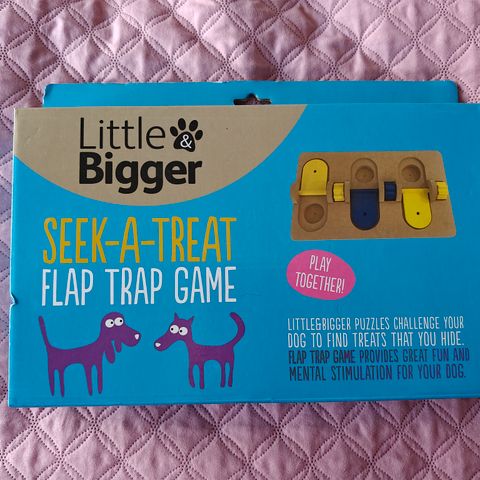 Little &
Bigger
SEEK-A-TREAT
FLAP TRAP GAME
PLAY
TOGETHER!
LITTLE&BIGGER PUZZLES CHALLENGE YOUR
DOG TO FIND TREATS THAT YOU HIDE.
FLAP TRAP GAME PROVIDES GREAT FUN AND
MENTAL STIMULATION FOR YOUR DOG.